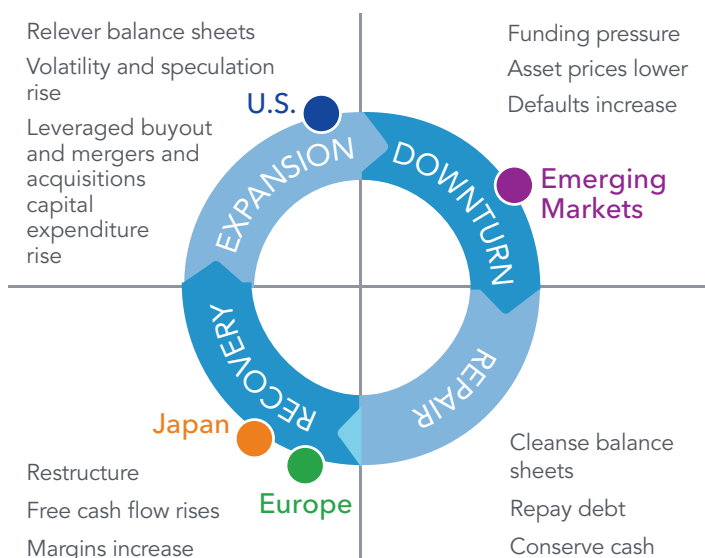 Relever balance sheets
Volatility and speculation
rise
Leveraged buyout
and mergers and
acquisitions
capital
expenditure
rise
U.S.
Funding pressure
Asset prices lower
Defaults increase
Emerging
Markets
EXPANSION
DOWNTURN
RECOVERY
REPAIR
Japan
Europe
Restructure
Free cash flow rises
Margins increase
Cleanse balance
sheets
Repay debt
Conserve cash